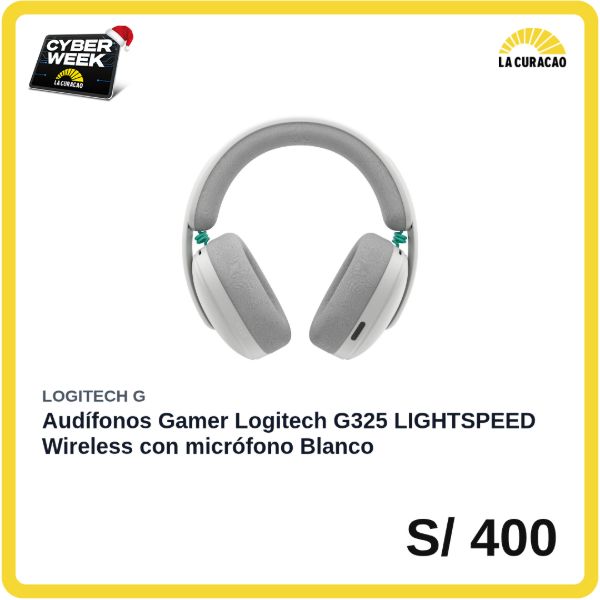 CYBER
WEEK
LA CURACAO
LA CURACAO
LOGITECH G
Audífonos Gamer Logitech G325 LIGHTSPEED
Wireless con micrófono Blanco
S/ 400